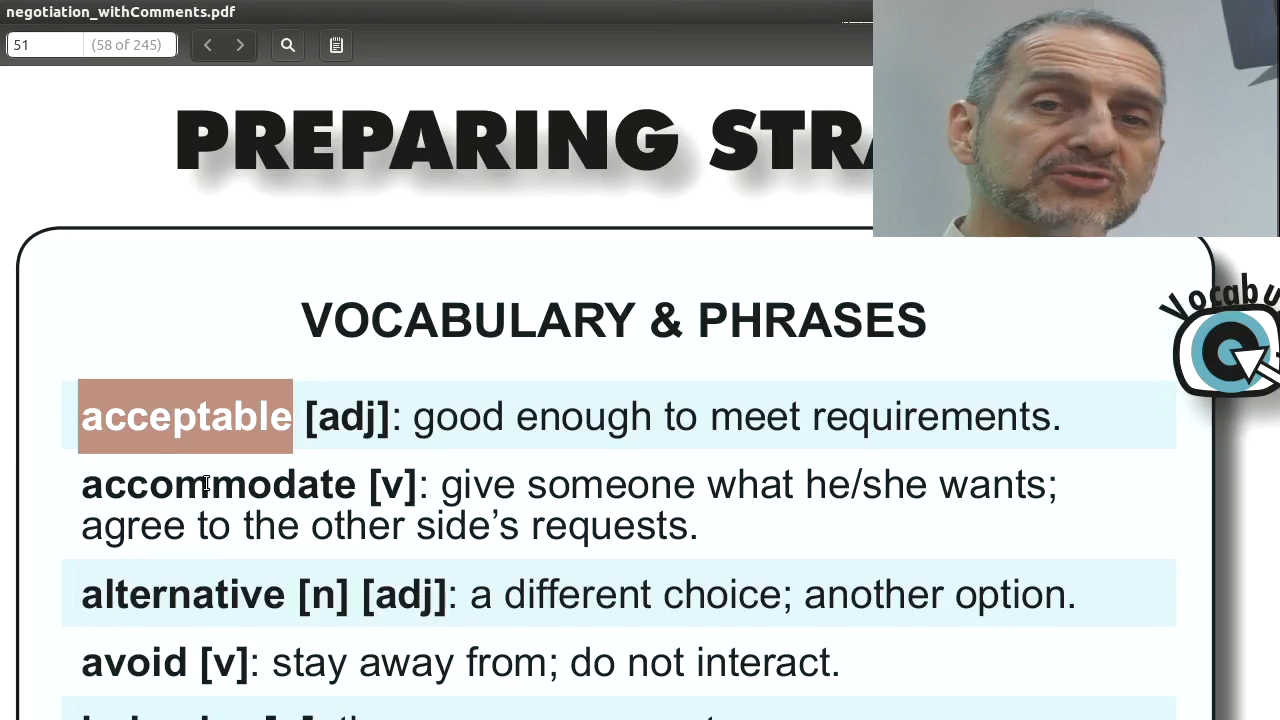 negotiation_withComments.pdf
51 (58 of 245)
PREPARING
Vocabu
VOCABULARY & PHRASES
acceptable [adj]: good enough to meet requirements.
accommodate [v]: give someone what he/she wants;
agree to the other side’s requests.
alternative [n] [adj]: a different choice; another option.
avoid [v]: stay away from; do not interact.